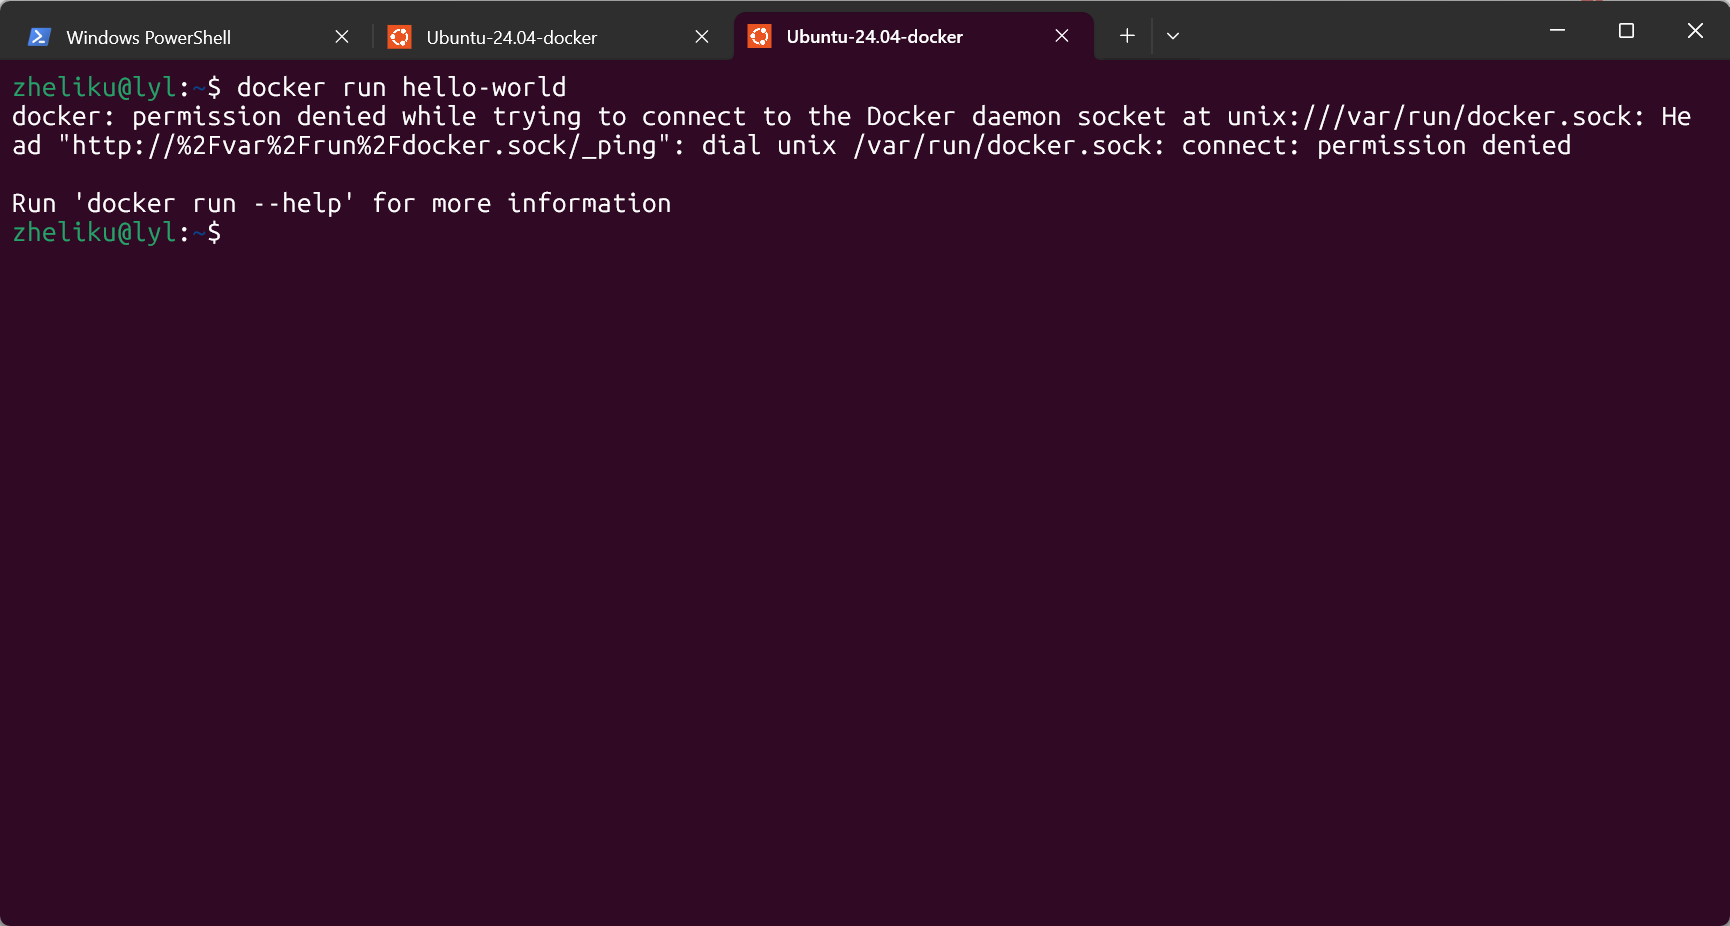 Windows PowerShell
Ubuntu-24.04-docker
Ubuntu-24.04-docker
zheliku@lyl:~$ docker run hello-world
docker: permission denied while trying to connect to the Docker daemon socket at unix:///var/run/docker.sock: He
ad "http://%2Fvar%2Frun%2Fdocker.sock/_ping": dial unix /var/run/docker.sock: connect: permission denied
Run 'docker run --help' for more information
zheliku@lyl:~$